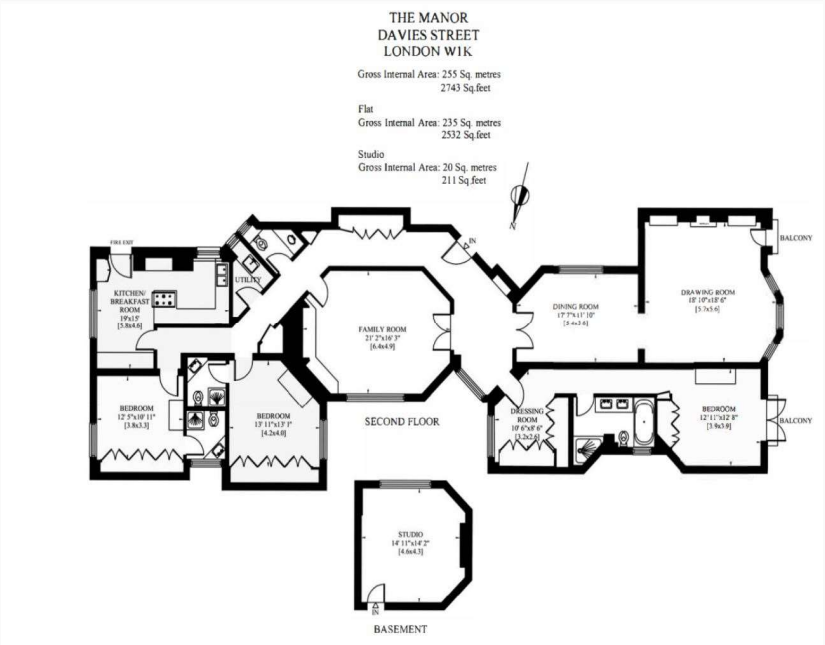 THE MANOR
DAVIES STREET
LONDON W1K
Gross Internal Area: 255 Sq. metres
2743 Sq.feet
Flat
Gross Internal Area: 235 Sq. metres
2532 Sq.feet
Studio
Gross Internal Area: 20 Sq. metres
211 Sq.feet
N
FIRE EXIT
IN
BALCONY
UTILITY
KITCHEN/
BREAKFAST
ROOM
19'x15'
[5.8x4.6]
FAMILY ROOM
21' 2"x16' 3"
[6.4x4.9]
DINING ROOM
17' 7"x11' 10"
[5.4x3.6]
DRAWING ROOM
18' 10"x18' 6"
[5.7x5.6]
BEDROOM
12' 5"x10' 11"
[3.8x3.3]
BEDROOM
13' 11"x13' 1"
[4.2x4.0]
SECOND FLOOR
DRESSING
ROOM
10' 6"x8' 6"
[3.2x2.6]
BEDROOM
12' 11"x12' 8"
[3.9x3.9]
BALCONY
STUDIO
14' 11"x14' 2"
[4.6x4.3]
IN
BASEMENT